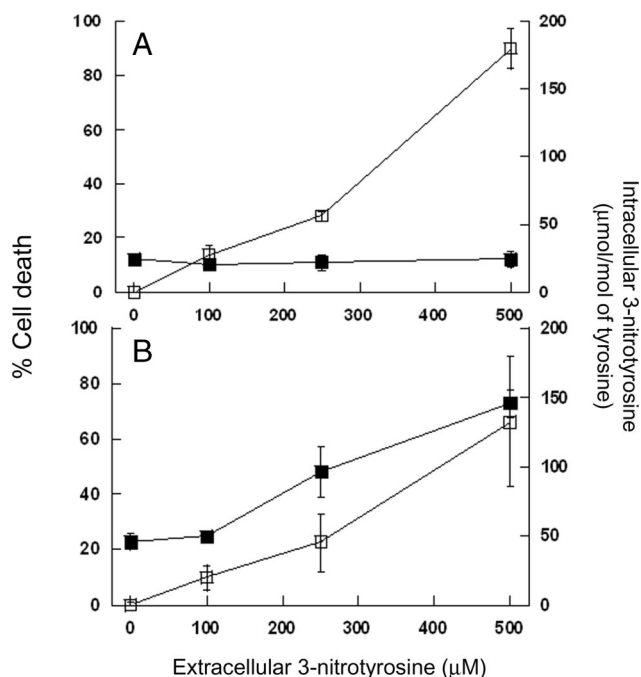 A
100
80
60
40
20
0
200
150
100
50
0
0 100 200 300 400 500
B
100
80
60
40
20
0
200
150
100
50
0
0 100 200 300 400 500
% Cell death
Intracellular 3-nitrotyrosine
(µmol/mol of tyrosine)
Extracellular 3-nitrotyrosine (µM)